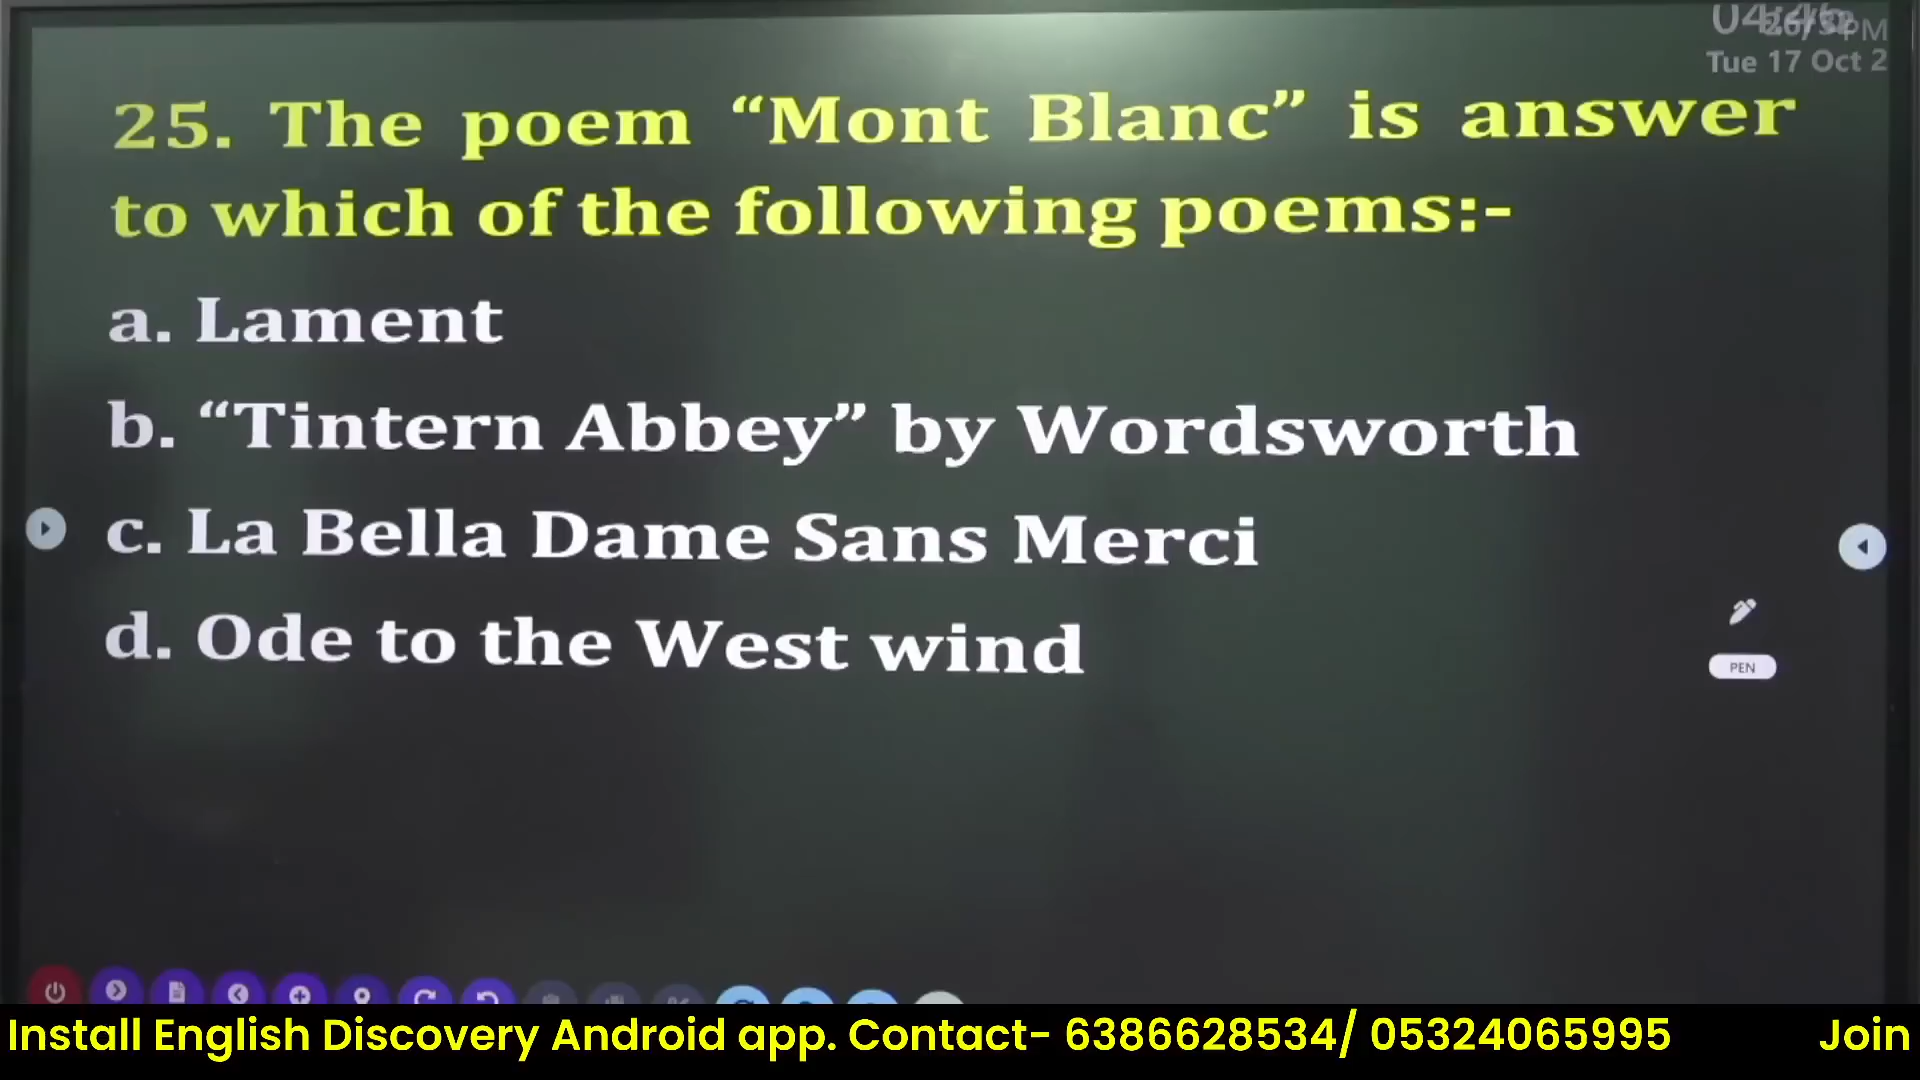 Tue 17 Oct 2
25. The poem “Mont Blanc” is answer
to which of the following poems:-
a. Lament
b. “Tintern Abbey” by Wordsworth
c. La Bella Dame Sans Merci
d. Ode to the West wind
PEN
Install English Discovery Android app. Contact- 6386628534/ 05324065995 Join